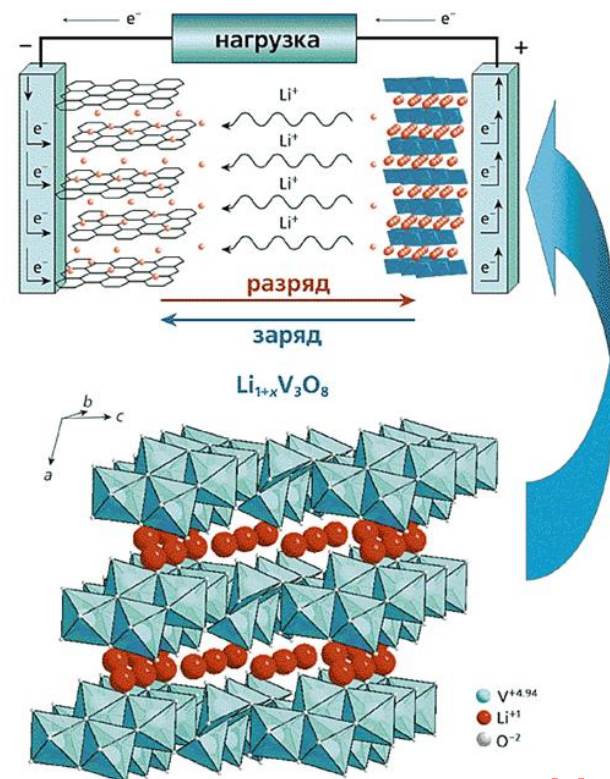 e⁻ нагрузка e⁻
− +
Li⁺
e⁻ Li⁺ e⁻
e⁻ Li⁺ e⁻
e⁻ Li⁺ e⁻
e⁻ e⁻
разряд
заряд
Li₁₊ₓV₃O₈
b
c
a
V⁺⁴·⁹⁴
Li⁺¹
O⁻²